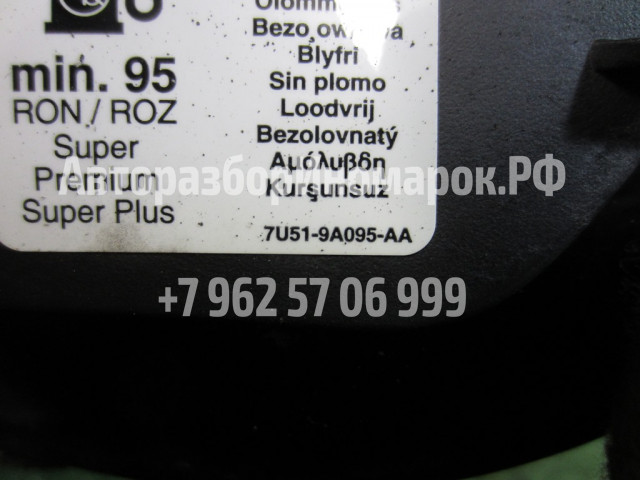 min. 95
RON / ROZ
Super
Premium
Super Plus
Blyfri
Sin plomo
Loodvrij
Bezolovnatý
Αμόλυβδη
Kurşunsuz
7U51-9A095-AA
Авторазбориномарок.РФ
+7 962 57 06 999